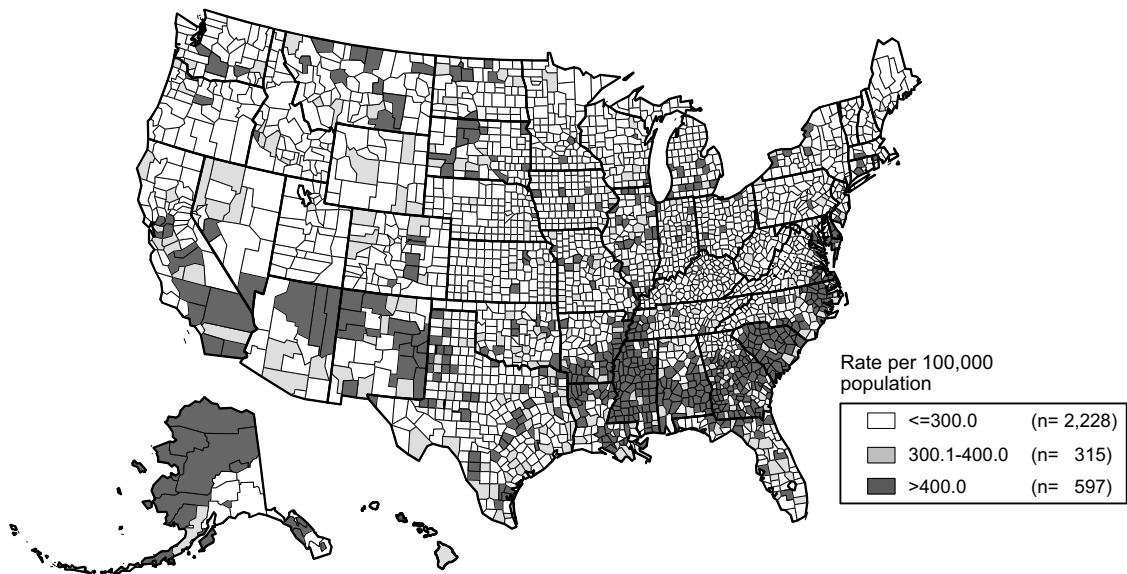 Rate per 100,000
population
<=300.0 (n= 2,228)
300.1-400.0 (n= 315)
>400.0 (n= 597)